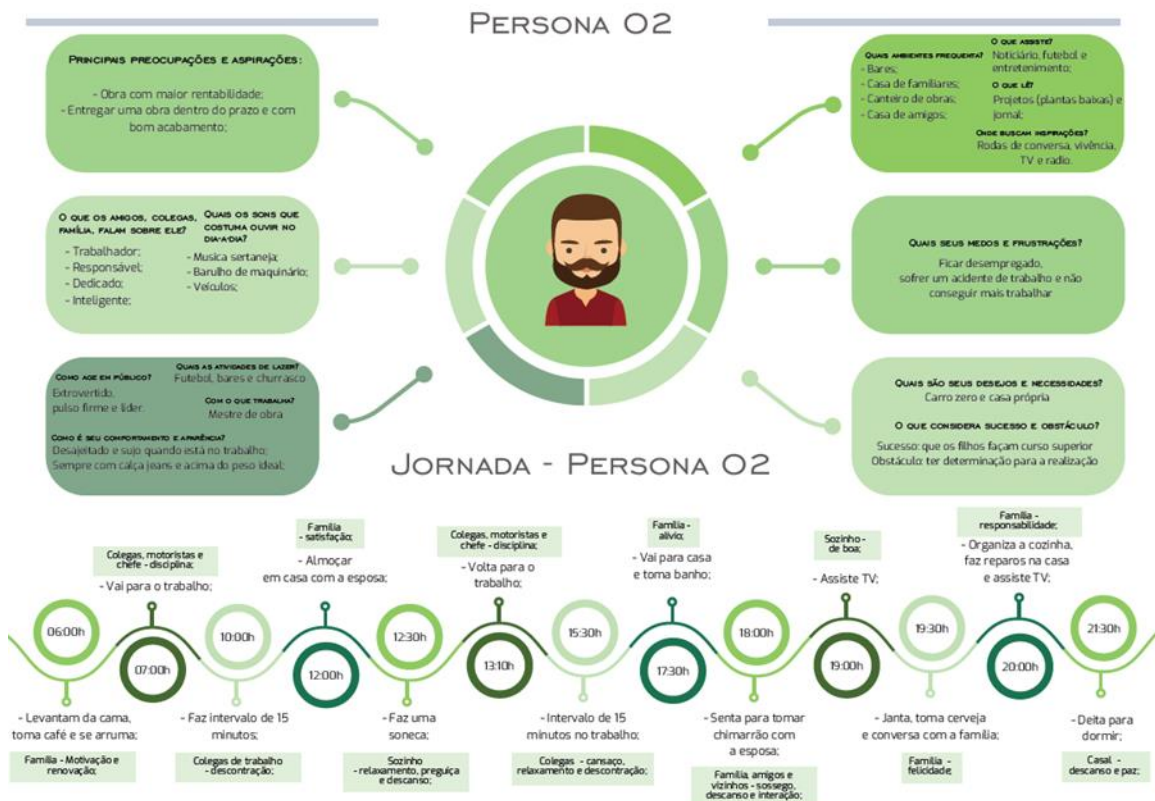 PERSONA 02
PRINCIPAIS PREOCUPAÇÕES E ASPIRAÇÕES:
- Obra com maior rentabilidade;
- Entregar uma obra dentro do prazo e com
bom acabamento;
O QUE OS AMIGOS, COLEGAS,
FAMÍLIA, FALAM SOBRE ELE?
- Trabalhador;
- Responsável;
- Dedicado;
- Inteligente;
QUAIS OS SONS QUE
COSTUMA OUVIR NO
DIA-A-DIA?
- Musica sertaneja;
- Barulho de maquinário;
- Veículos;
COMO AGE EM PÚBLICO?
Extrovertido,
pulso firme e líder.
QUAIS AS ATIVIDADES DE LAZER?
Futebol, bares e churrasco
COM O QUE TRABALHA?
Mestre de obra
COMO É SEU COMPORTAMENTO E APARÊNCIA?
Desajeitado e sujo quando está no trabalho;
Sempre com calça jeans e acima do peso ideal;
QUAIS AMBIENTES FREQUENTA?
- Bares;
- Casa de familiares;
- Canteiro de obras;
- Casa de amigos;
O QUE ASSISTE?
Noticiário, futebol e
entretenimento;
O QUE LÊ?
Projetos (plantas baixas) e
jornal;
ONDE BUSCAM INSPIRAÇÕES?
Rodas de conversa, vivência,
TV e radio.
QUAIS SEUS MEDOS E FRUSTRAÇÕES?
Ficar desempregado,
sofrer um acidente de trabalho e não
conseguir mais trabalhar
QUAIS SÃO SEUS DESEJOS E NECESSIDADES?
Carro zero e casa própria
O QUE CONSIDERA SUCESSO E OBSTÁCULO?
Sucesso: que os filhos façam curso superior
Obstáculo: ter determinação para a realização
JORNADA - PERSONA 02
06:00h
- Levantam da cama,
toma café e se arruma;
Família - Motivação e
renovação;
Colegas, motoristas e
chefe - disciplina;
- Vai para o trabalho;
07:00h
10:00h
- Faz intervalo de 15
minutos;
Colegas de trabalho
- descontração;
Família
- satisfação;
- Almoçar
em casa com a esposa;
12:00h
12:30h
- Faz uma
soneca;
Sozinho
- relaxamento, preguiça
e descanso;
Colegas, motoristas e
chefe - disciplina;
- Volta para o
trabalho;
13:10h
15:30h
- Intervalo de 15
minutos no trabalho;
Colegas - cansaço,
relaxamento e descontração;
Família -
alívio;
- Vai para casa
e toma banho;
17:30h
18:00h
- Senta para tomar
chimarrão com
a esposa;
Família, amigos e
vizinhos - sossego,
descanso e interação;
Sozinho -
de boa;
- Assiste TV;
19:00h
19:30h
- Janta, toma cerveja
e conversa com a família;
Família -
felicidade;
Família -
responsabilidade;
- Organiza a cozinha,
faz reparos na casa
e assiste TV;
20:00h
21:30h
- Deita para
dormir;
Casal -
descanso e paz;